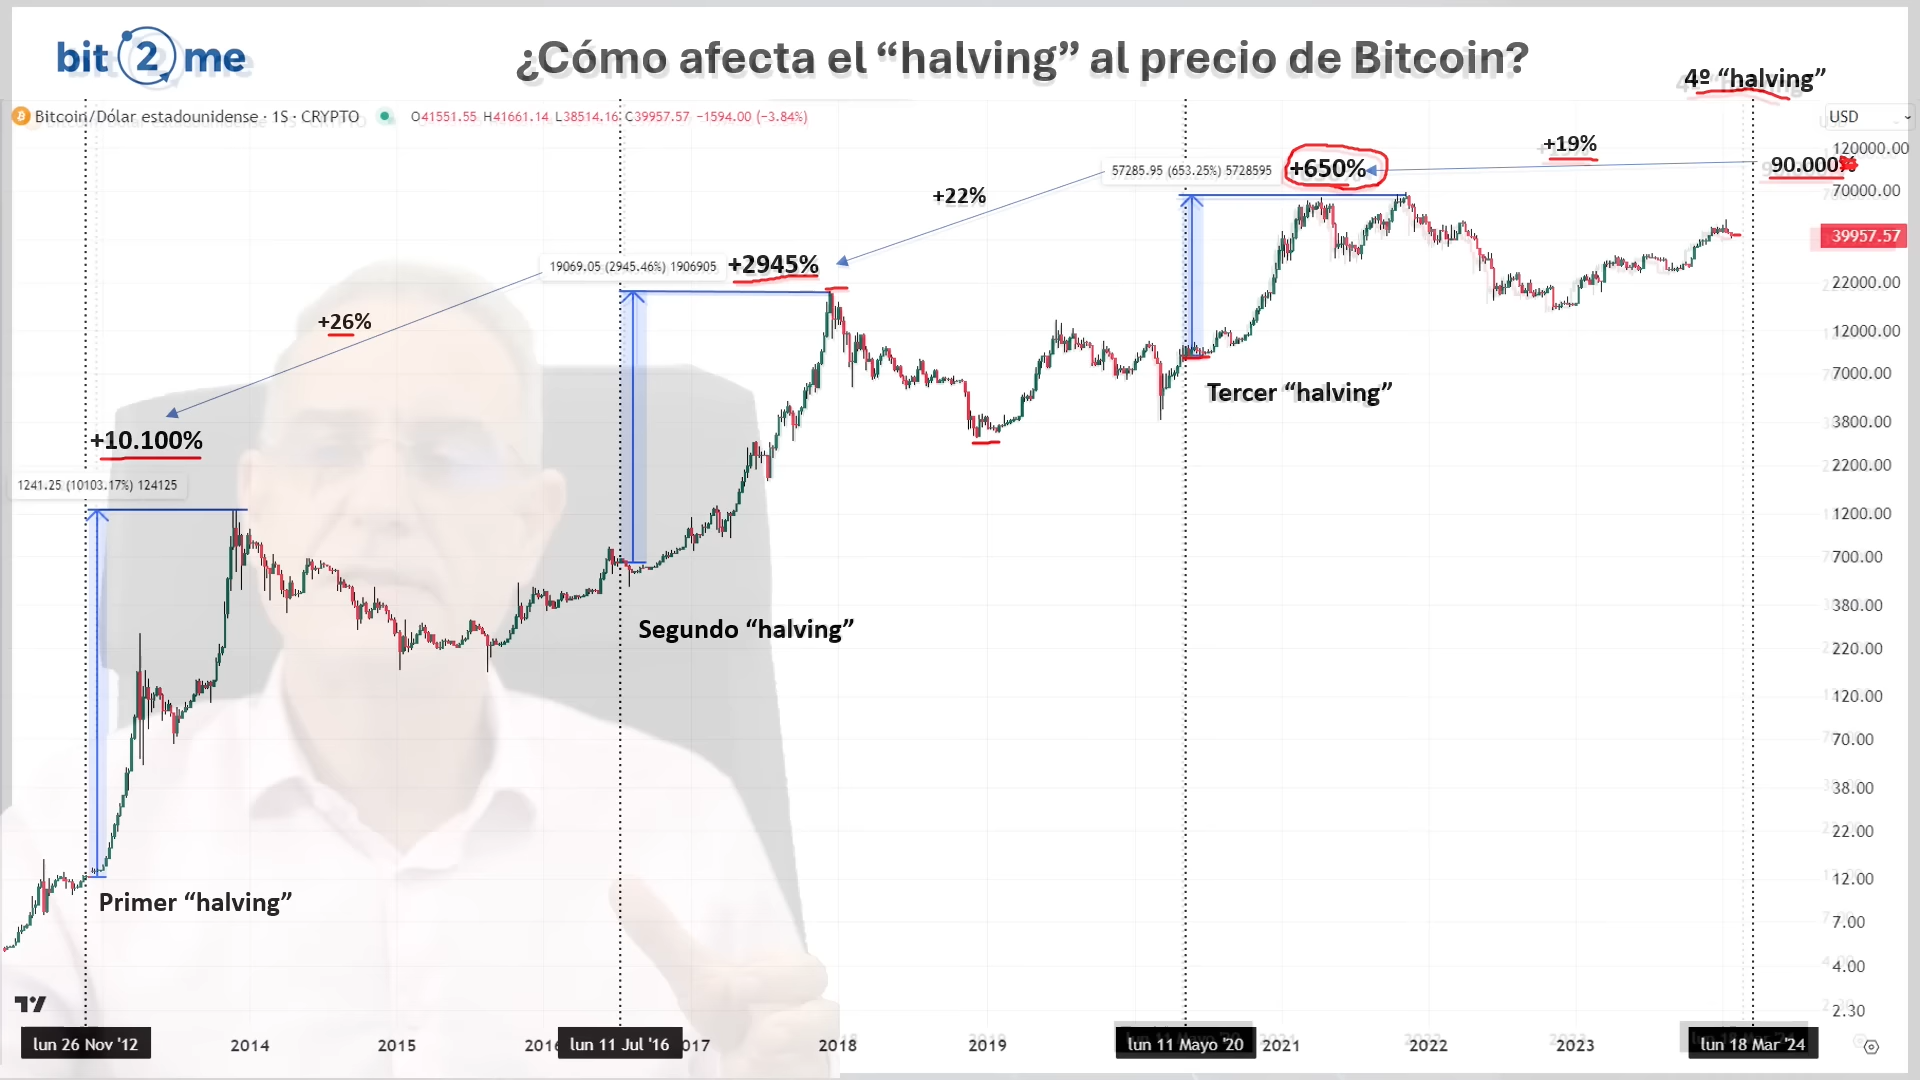 bit 2 me
¿Cómo afecta el “halving” al precio de Bitcoin?
4º “halving”
Bitcoin/Dólar estadounidense · 1S · CRYPTO
O41551.55 H41661.14 L38514.16 C39957.57 −1594.00 (−3.84%)
USD
+19%
120000.00
57285.95 (653.25%) 5728595
+650%
90.000
70000.00
+22%
39957.57
19069.05 (2945.46%) 1906905
+2945%
22000.00
+26%
12000.00
7000.00
Tercer “halving”
3800.00
+10.100%
2200.00
1241.25 (10103.17%) 124125
1200.00
700.00
380.00
Segundo “halving”
220.00
120.00
70.00
38.00
22.00
12.00
Primer “halving”
7.00
4.00
2.30
lun 26 Nov '12
2014
2015
lun 11 Jul '16
2018
2019
lun 11 Mayo '20
2021
2022
2023
lun 18 Mar '24